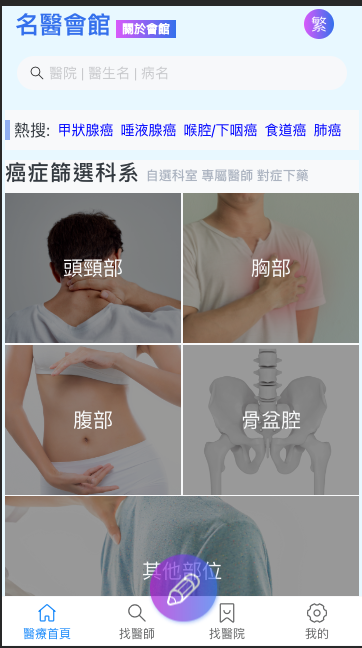 名醫會館 關於會館 繁
醫院 | 醫生名 | 病名
熱搜: 甲狀腺癌 唾液腺癌 喉腔/下咽癌 食道癌 肺癌
癌症篩選科系 自選科室 專屬醫師 對症下藥
頭頸部 胸部
腹部 骨盆腔
其他部位
醫療首頁 找醫師 找醫院 我的